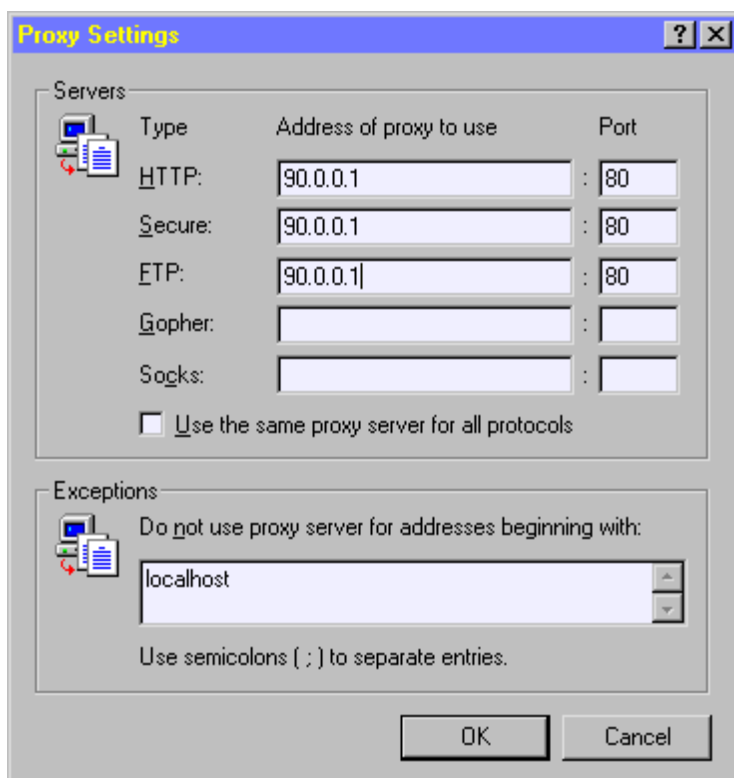 Proxy Settings
Servers
Type Address of proxy to use Port
HTTP: 90.0.0.1 : 80
Secure: 90.0.0.1 : 80
FTP: 90.0.0.1 : 80
Gopher: :
Socks: :
Use the same proxy server for all protocols
Exceptions
Do not use proxy server for addresses beginning with:
localhost
Use semicolons ( ; ) to separate entries.
OK Cancel